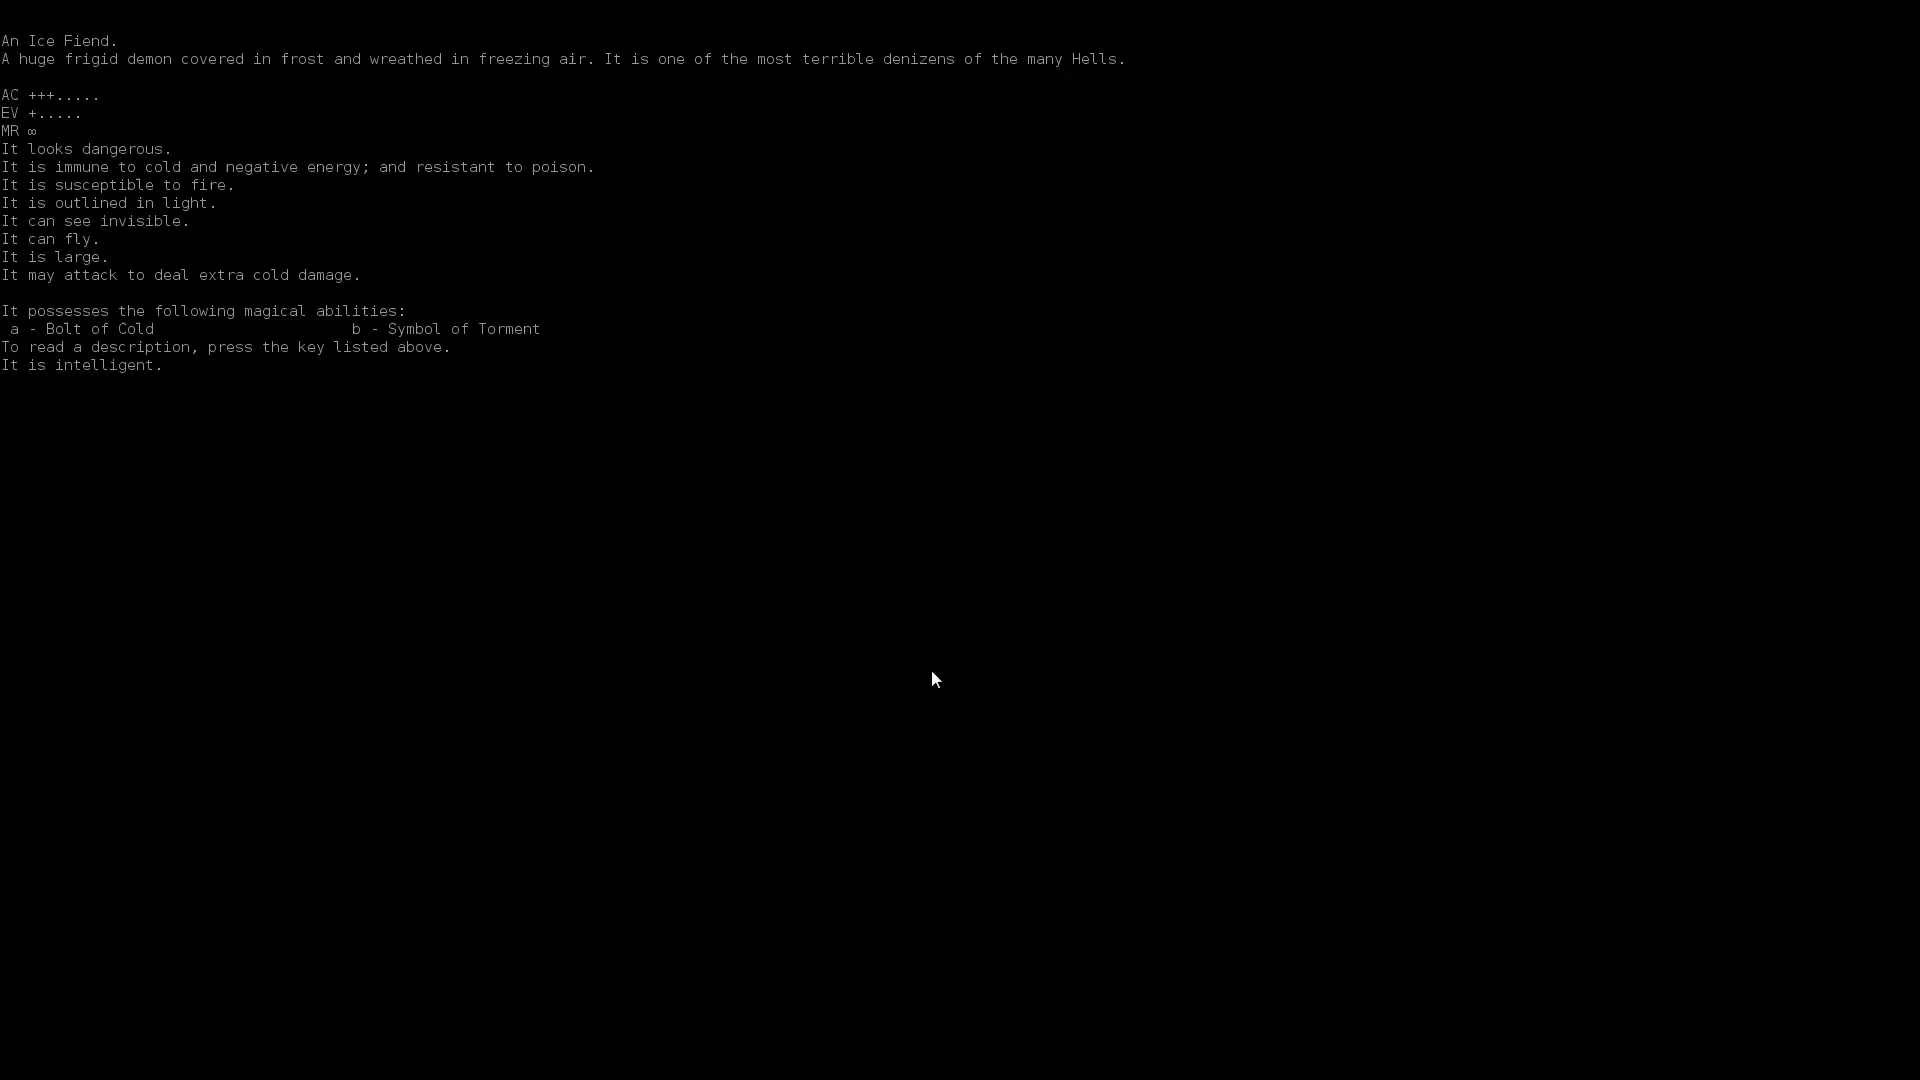 An Ice Fiend.
A huge frigid demon covered in frost and wreathed in freezing air. It is one of the most terrible denizens of the many Hells.
AC +++.....
EV +.....
MR ∞
It looks dangerous.
It is immune to cold and negative energy; and resistant to poison.
It is susceptible to fire.
It is outlined in light.
It can see invisible.
It can fly.
It is large.
It may attack to deal extra cold damage.
It possesses the following magical abilities:
a - Bolt of Cold b - Symbol of Torment
To read a description, press the key listed above.
It is intelligent.